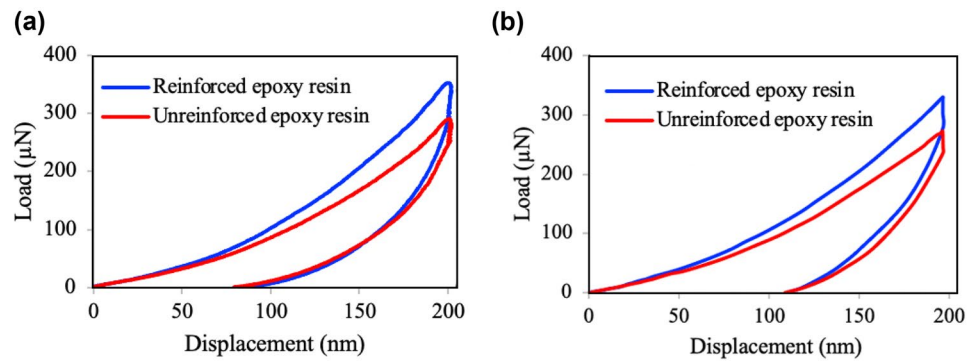 (a)
400
300
200
100
0
Load (μN)
Reinforced epoxy resin
Unreinforced epoxy resin
0 50 100 150 200
Displacement (nm)
(b)
400
300
200
100
0
Load (μN)
Reinforced epoxy resin
Unreinforced epoxy resin
0 50 100 150 200
Displacement (nm)